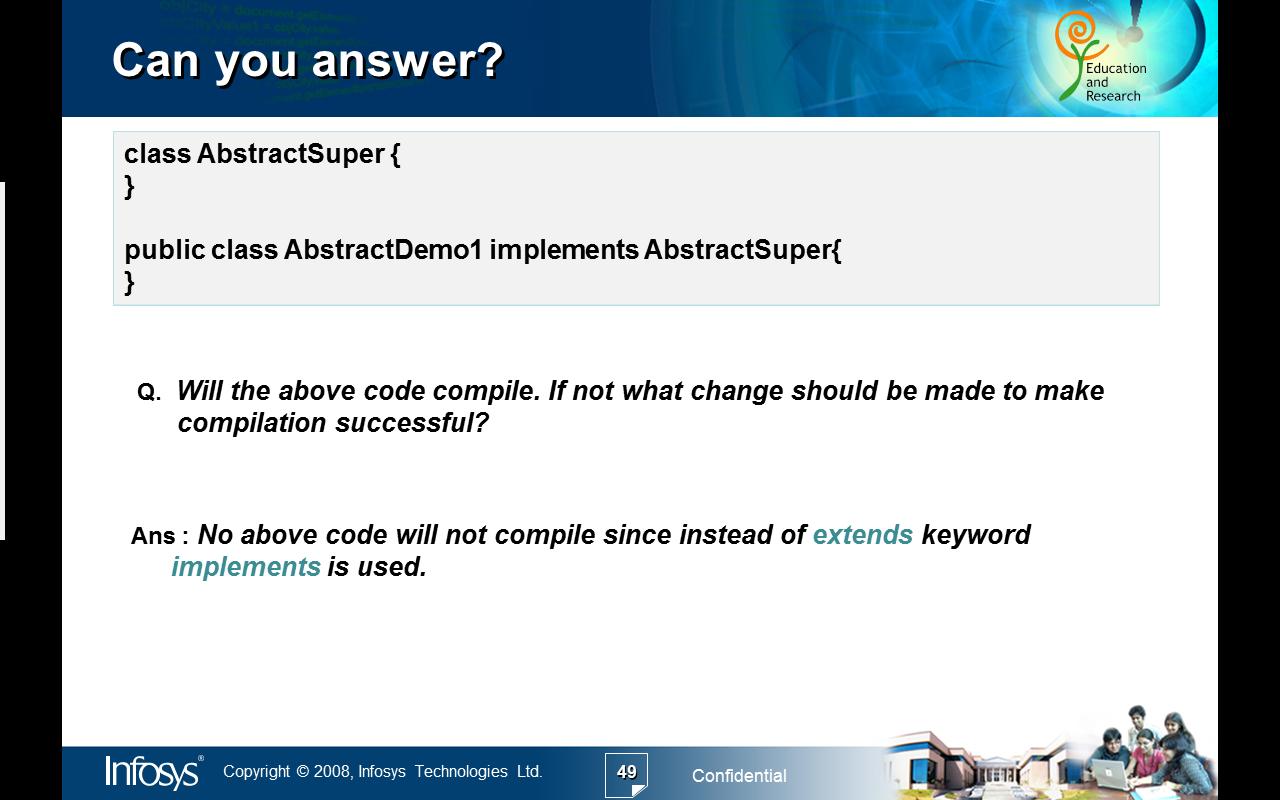 Can you answer?
Education
and
Research
class AbstractSuper {
}
public class AbstractDemo1 implements AbstractSuper{
}
Q. Will the above code compile. If not what change should be made to make
compilation successful?
Ans : No above code will not compile since instead of extends keyword
implements is used.
Infosys® Copyright © 2008, Infosys Technologies Ltd. 49 Confidential